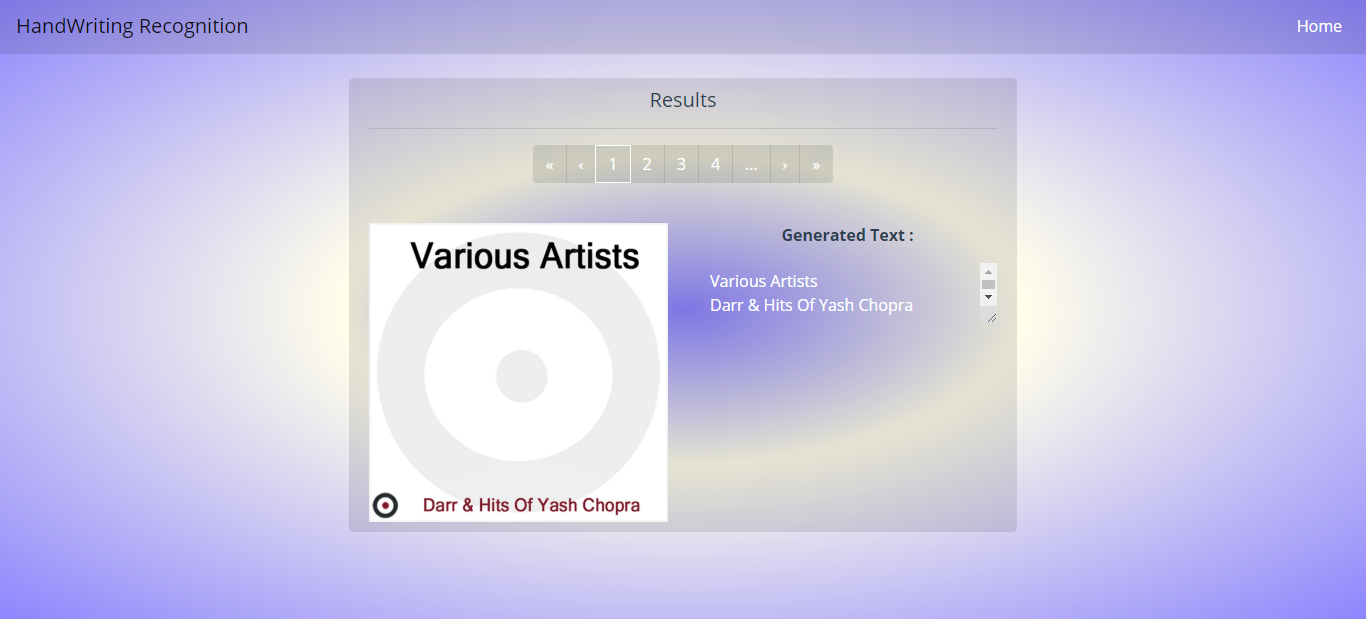 HandWriting Recognition
Home
Results
« ‹ 1 2 3 4 ... › »
Various Artists
Darr & Hits Of Yash Chopra
Generated Text :
Various Artists
Darr & Hits Of Yash Chopra